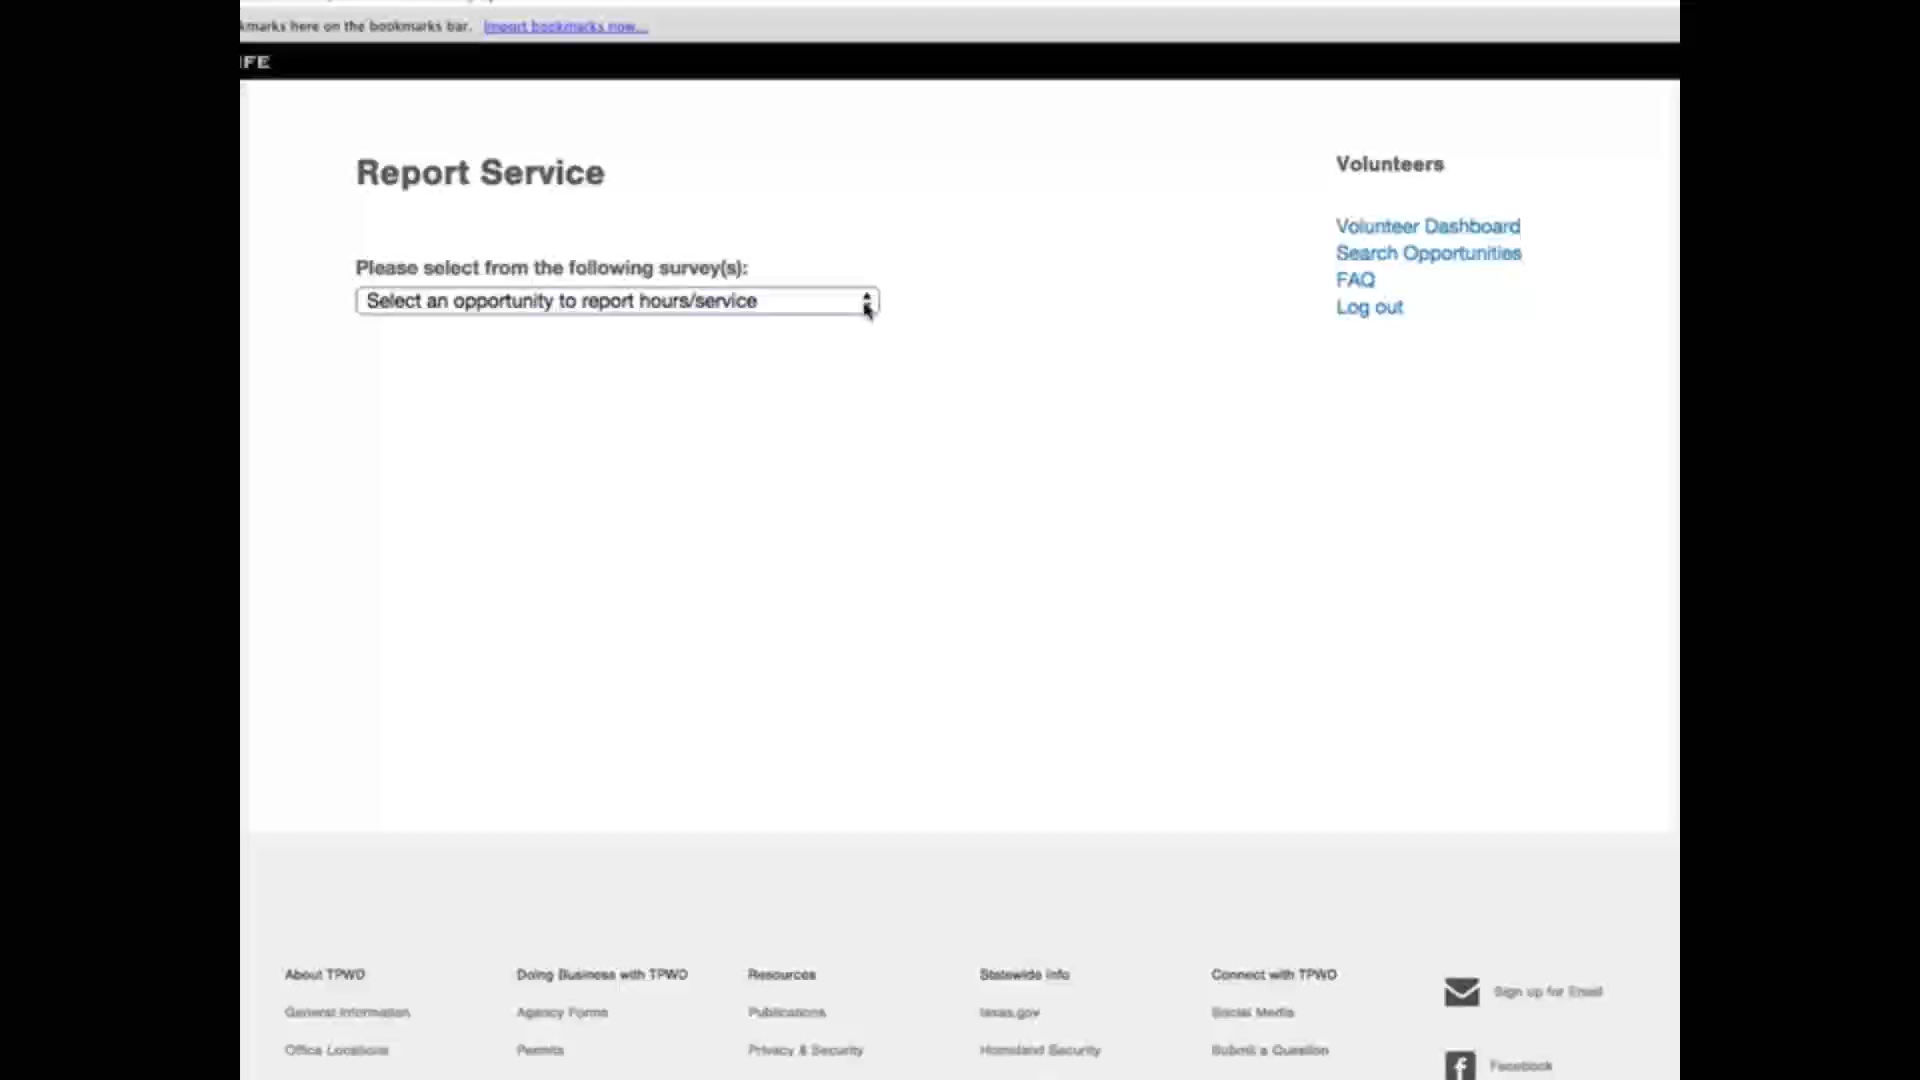 kmarks here on the bookmarks bar. Import bookmarks now...
IFE
Report Service
Volunteers
Volunteer Dashboard
Search Opportunities
FAQ
Log out
Please select from the following survey(s):
Select an opportunity to report hours/service
About TPWD
Doing Business with TPWD
Resources
Statewide Info
Connect with TPWD
Sign up for Email
General Information
Agency Forms
Publications
texas.gov
Social Media
Office Locations
Permits
Privacy & Security
Homeland Security
Submit a Question
Facebook